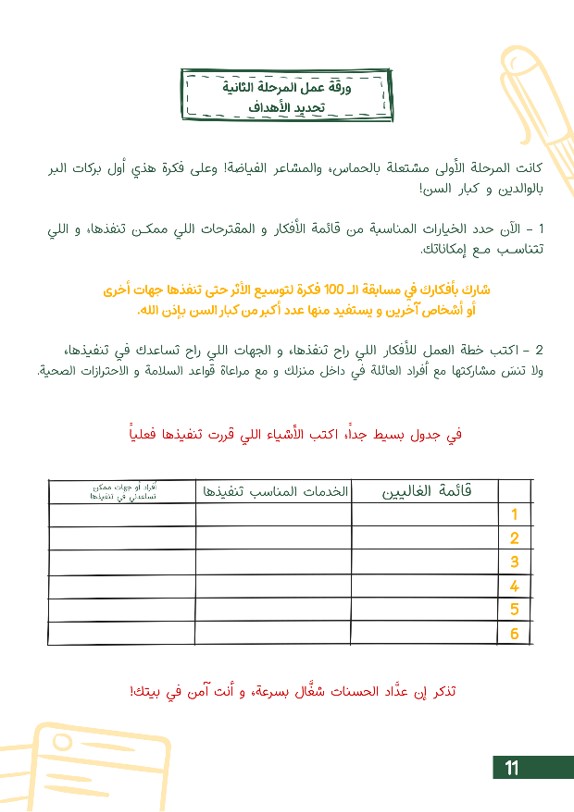 ورقة عمل المرحلة الثانية
تحديد الأهداف
كانت المرحلة الأولى مشتعلة بالحماس، والمشاعر الفياضة! وعلى فكرة هذي أول بركات البر
بالوالدين و كبار السن!
1 - الآن حدد الخيارات المناسبة من قائمة الأفكار و المقترحات اللي ممكن تنفذها، و اللي
تتناسب مع إمكاناتك.
شارك بأفكارك في مسابقة الـ 100 فكرة لتوسيع الأثر حتى تنفذها جهات أخرى
أو أشخاص آخرين و يستفيد منها عدد أكبر من كبار السن بإذن الله.
2 - اكتب خطة العمل للأفكار اللي راح تنفذها، و الجهات اللي راح تساعدك في تنفيذها،
ولا تنسَ مشاركتها مع أفراد العائلة في داخل منزلك و مع مراعاة قواعد السلامة و الاحترازات الصحية.
في جدول بسيط جداً، اكتب الأشياء اللي قررت تنفيذها فعلياً
قائمة الغاليين
الخدمات المناسب تنفيذها
أفراد أو جهات ممكن
تساعدني في تنفيذها
1
2
3
4
5
6
تذكر إن عدَّاد الحسنات شغَّال بسرعة، و أنت آمن في بيتك!
11